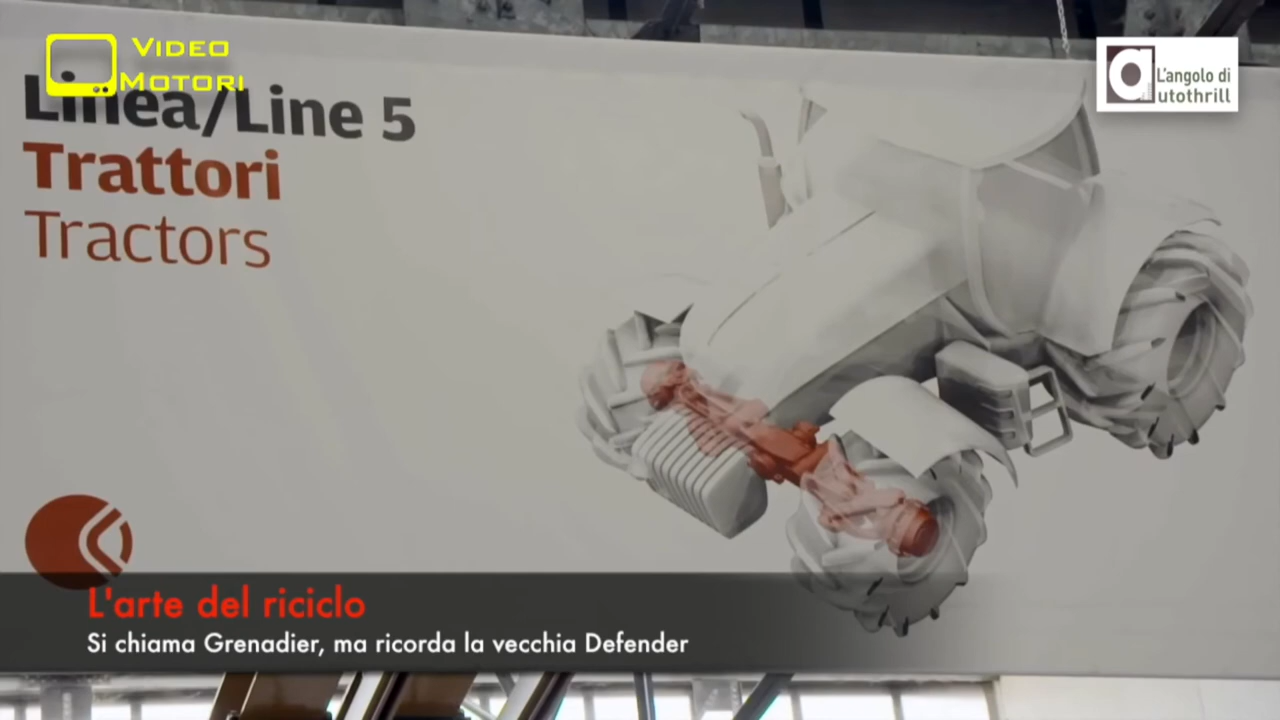 VIDEO
MOTORI
Linea/Line 5
Trattori
Tractors
L'angolo di
autothrill
L'arte del riciclo
Si chiama Grenadier, ma ricorda la vecchia Defender